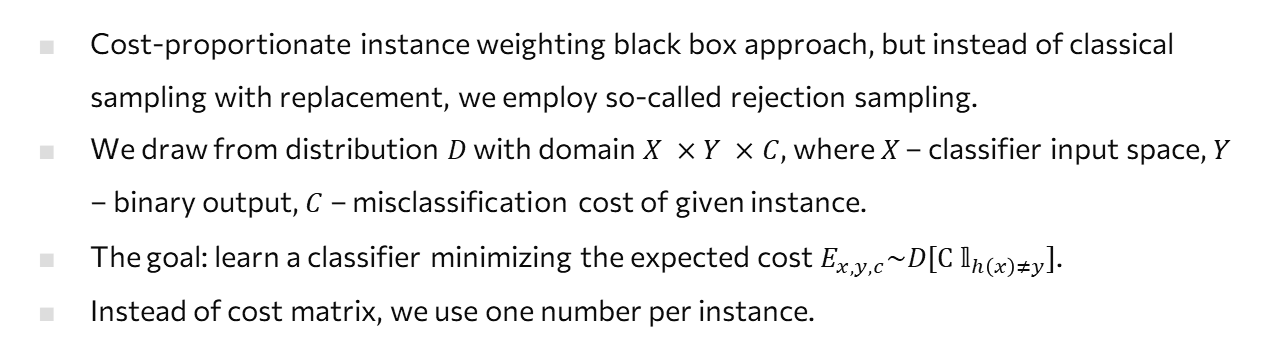 Cost-proportionate instance weighting black box approach, but instead of classical
sampling with replacement, we employ so-called rejection sampling.
We draw from distribution D with domain X × Y × C, where X – classifier input space, Y
– binary output, C – misclassification cost of given instance.
The goal: learn a classifier minimizing the expected cost E_{x,y,c}~D[C 𝕀_{h(x)≠y}].
Instead of cost matrix, we use one number per instance.